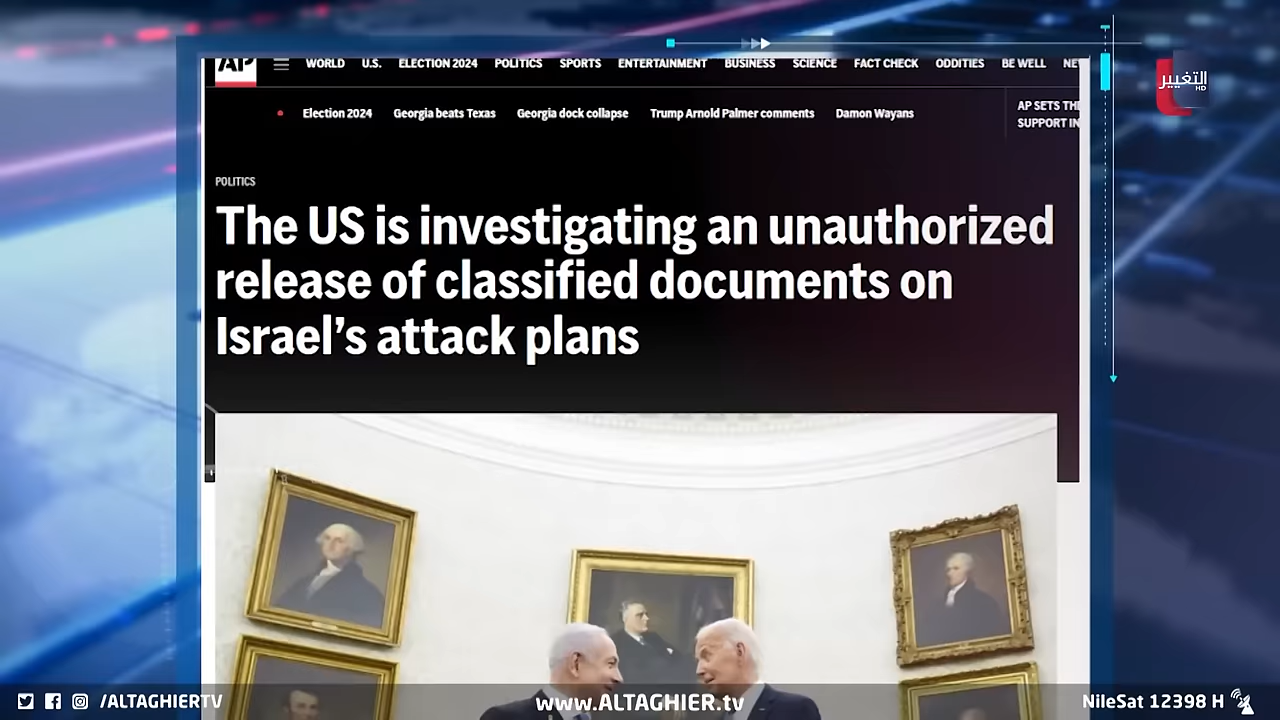 AP
WORLD U.S. ELECTION 2024 POLITICS SPORTS ENTERTAINMENT BUSINESS SCIENCE FACT CHECK ODDITIES BE WELL
التغيير
HD
Election 2024 Georgia beats Texas Georgia dock collapse Trump Arnold Palmer comments Damon Wayans
AP SETS THE
SUPPORT IN
POLITICS
The US is investigating an unauthorized
release of classified documents on
Israel’s attack plans
/ALTAGHIERTV www.ALTAGHIER.tv NileSat 12398 H